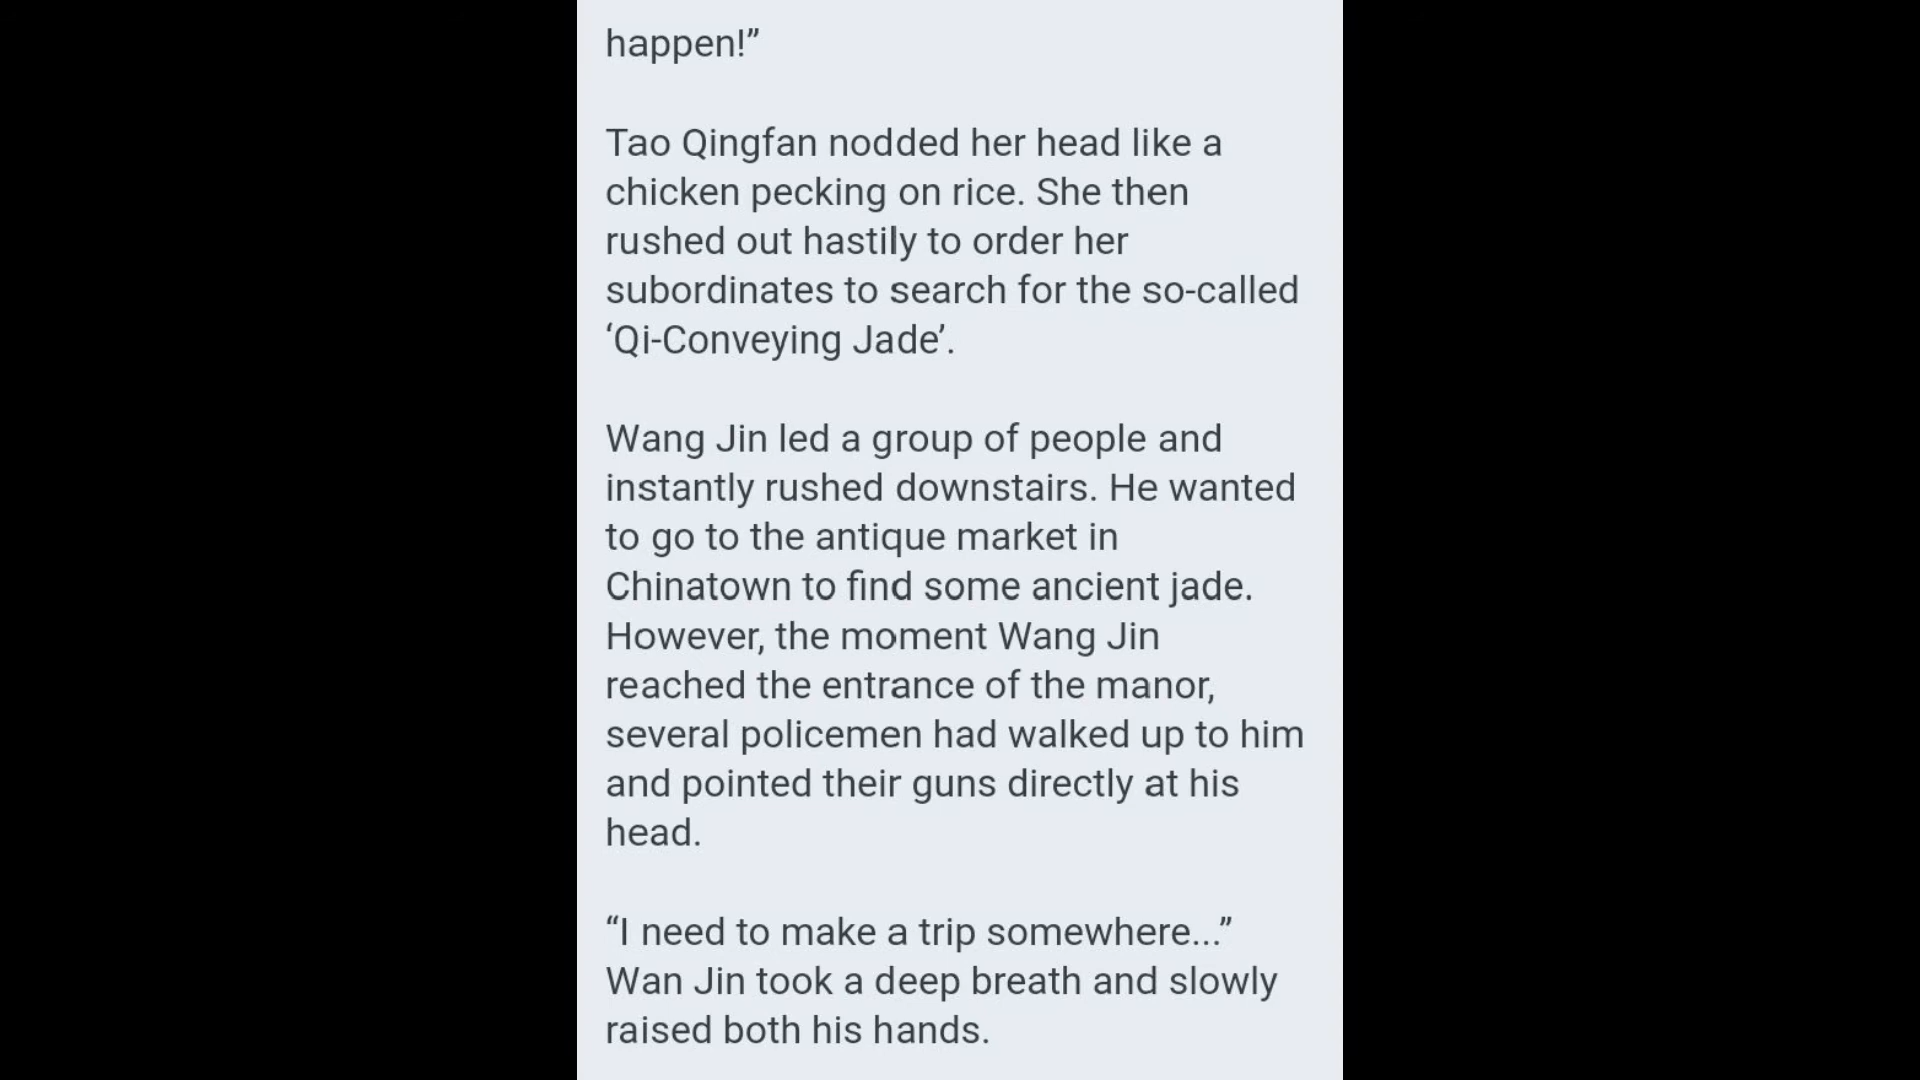 happen!”
Tao Qingfan nodded her head like a
chicken pecking on rice. She then
rushed out hastily to order her
subordinates to search for the so-called
‘Qi-Conveying Jade’.
Wang Jin led a group of people and
instantly rushed downstairs. He wanted
to go to the antique market in
Chinatown to find some ancient jade.
However, the moment Wang Jin
reached the entrance of the manor,
several policemen had walked up to him
and pointed their guns directly at his
head.
“I need to make a trip somewhere...”
Wan Jin took a deep breath and slowly
raised both his hands.